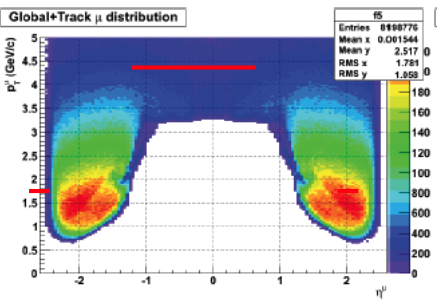 Global+Track μ distribution
f5
Entries 8198776
Mean x 0.001544
Mean y 2.517
RMS x 1.781
RMS y 1.058
p_T^μ (GeV/c)
5
4.5
4
3.5
3
2.5
2
1.5
1
0.5
0
-2 -1 0 1 2
η^μ
180
160
140
120
1000
800
600
400
200
0